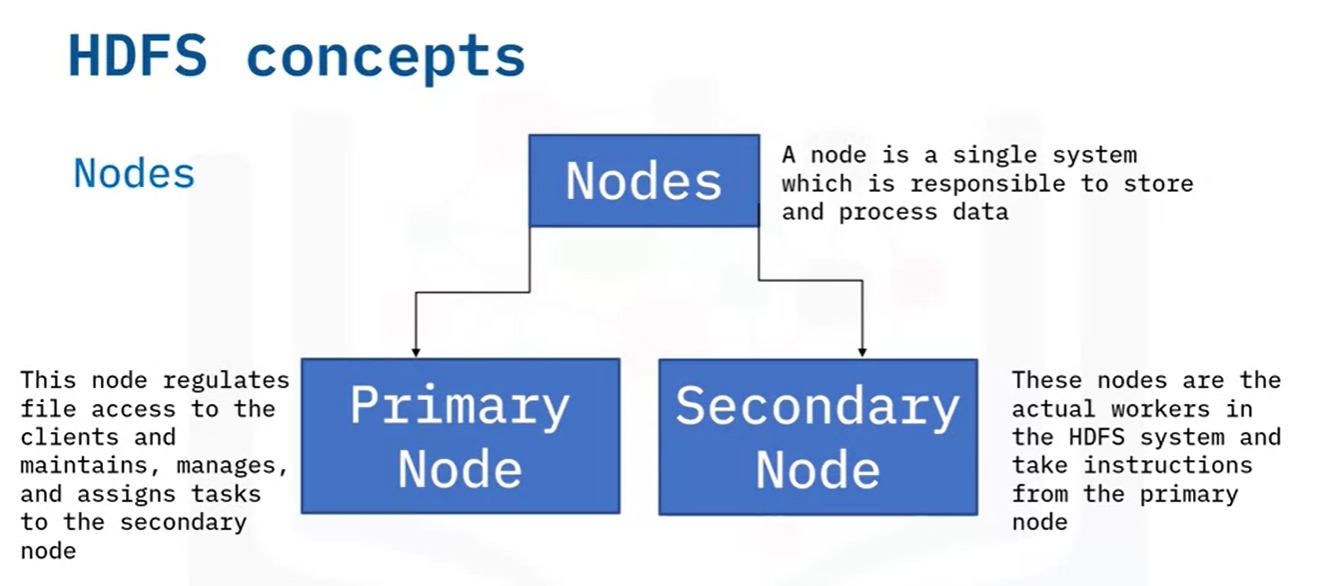 HDFS concepts
Nodes
Nodes
A node is a single system
which is responsible to store
and process data
This node regulates
file access to the
clients and
maintains, manages,
and assigns tasks
to the secondary
node
Primary
Node
Secondary
Node
These nodes are the
actual workers in
the HDFS system and
take instructions
from the primary
node